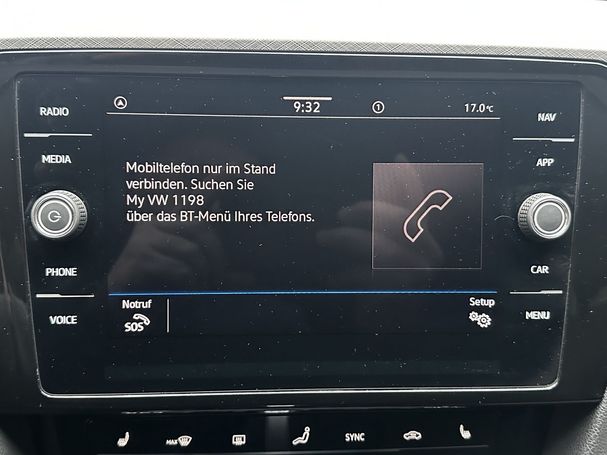 RADIO
MEDIA
PHONE
VOICE
9:32
1
17.0°C
Mobiltelefon nur im Stand
verbinden. Suchen Sie
My VW 1198
über das BT-Menü Ihres Telefons.
Notruf
SOS
Setup
NAV
APP
CAR
MENU
MAX
SYNC